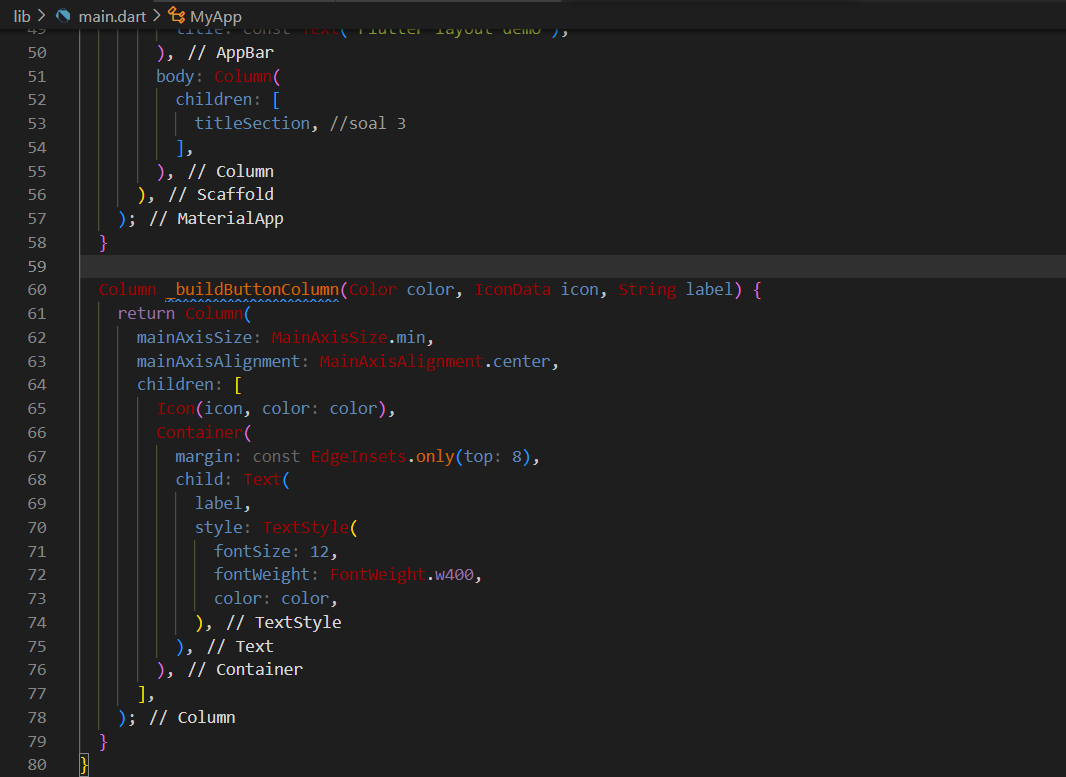 lib > main.dart > MyApp
49 title: const Text('Flutter layout demo'),
50 ), // AppBar
51 body: Column(
52 children: [
53 titleSection, //soal 3
54 ],
55 ), // Column
56 ), // Scaffold
57 ); // MaterialApp
58 }
59
60 Column _buildButtonColumn(Color color, IconData icon, String label) {
61 return Column(
62 mainAxisSize: MainAxisSize.min,
63 mainAxisAlignment: MainAxisAlignment.center,
64 children: [
65 Icon(icon, color: color),
66 Container(
67 margin: const EdgeInsets.only(top: 8),
68 child: Text(
69 label,
70 style: TextStyle(
71 fontSize: 12,
72 fontWeight: FontWeight.w400,
73 color: color,
74 ), // TextStyle
75 ), // Text
76 ), // Container
77 ],
78 ); // Column
79 }
80 }